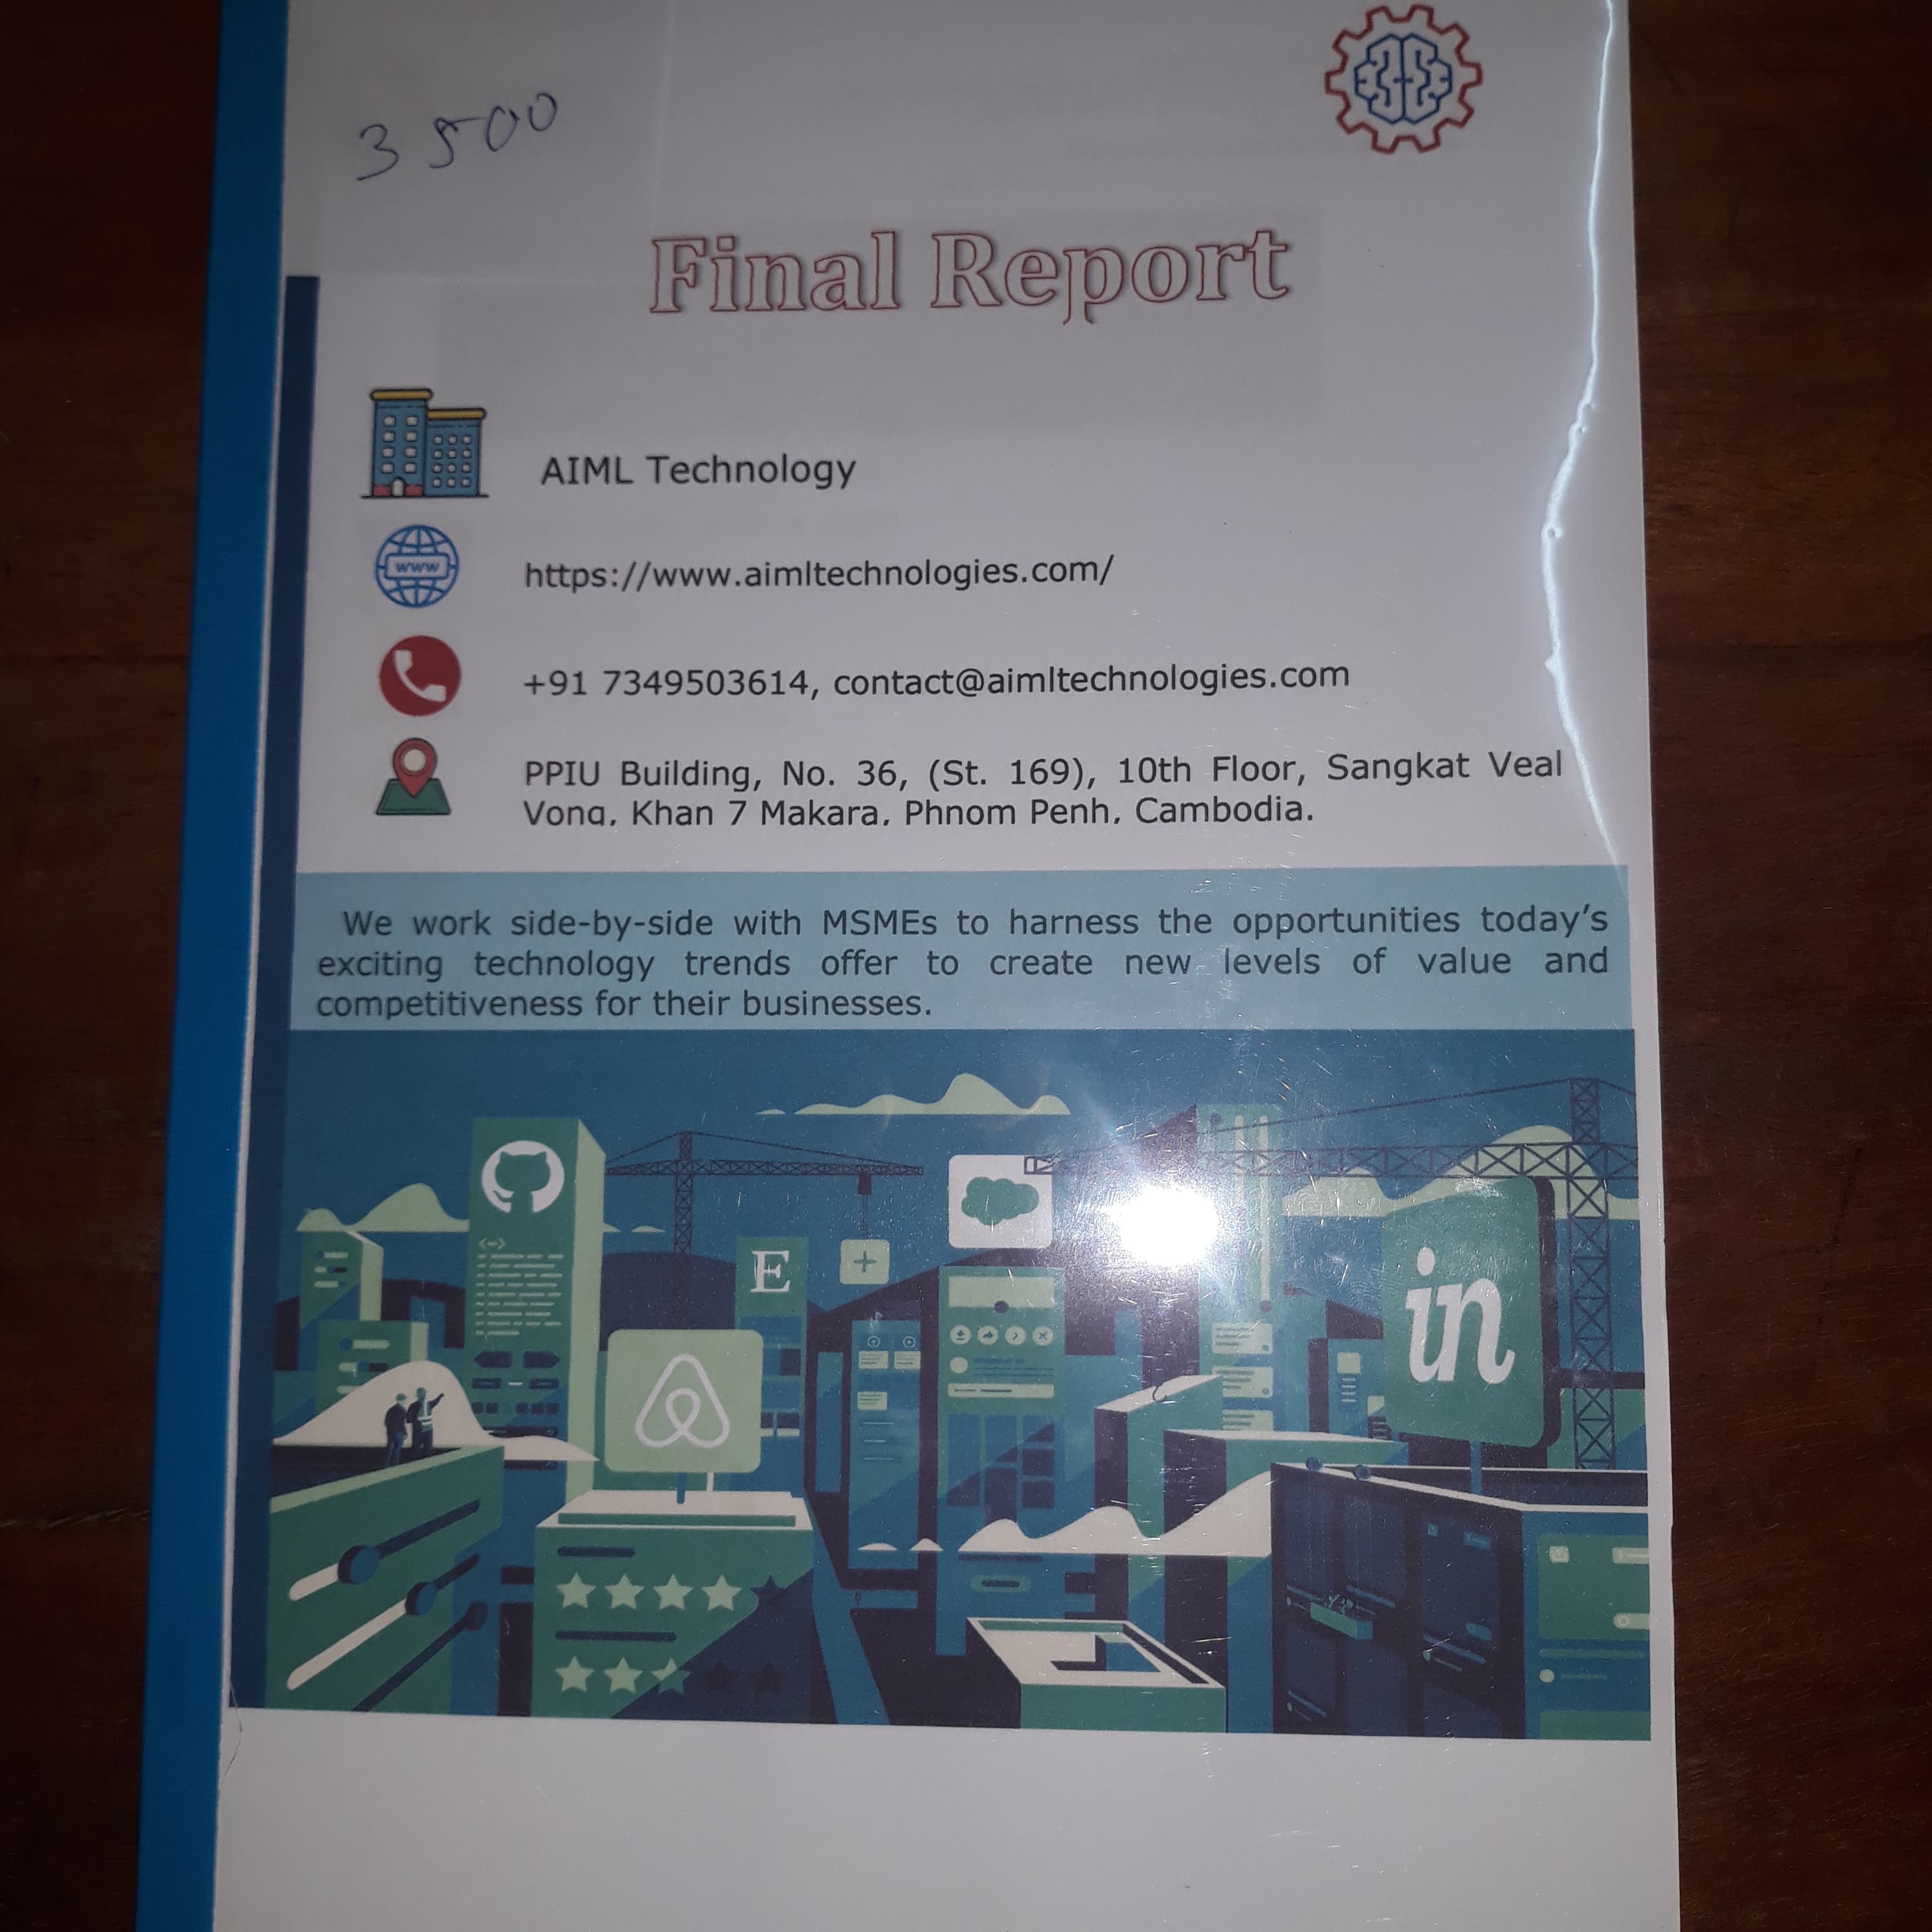 3500
Final Report
AIML Technology
www
https://www.aimltechnologies.com/
+91 7349503614, contact@aimltechnologies.com
PPIU Building, No. 36, (St. 169), 10th Floor, Sangkat Veal
Vong, Khan 7 Makara, Phnom Penh, Cambodia.
We work side-by-side with MSMEs to harness the opportunities today's
exciting technology trends offer to create new levels of value and
competitiveness for their businesses.
E
in